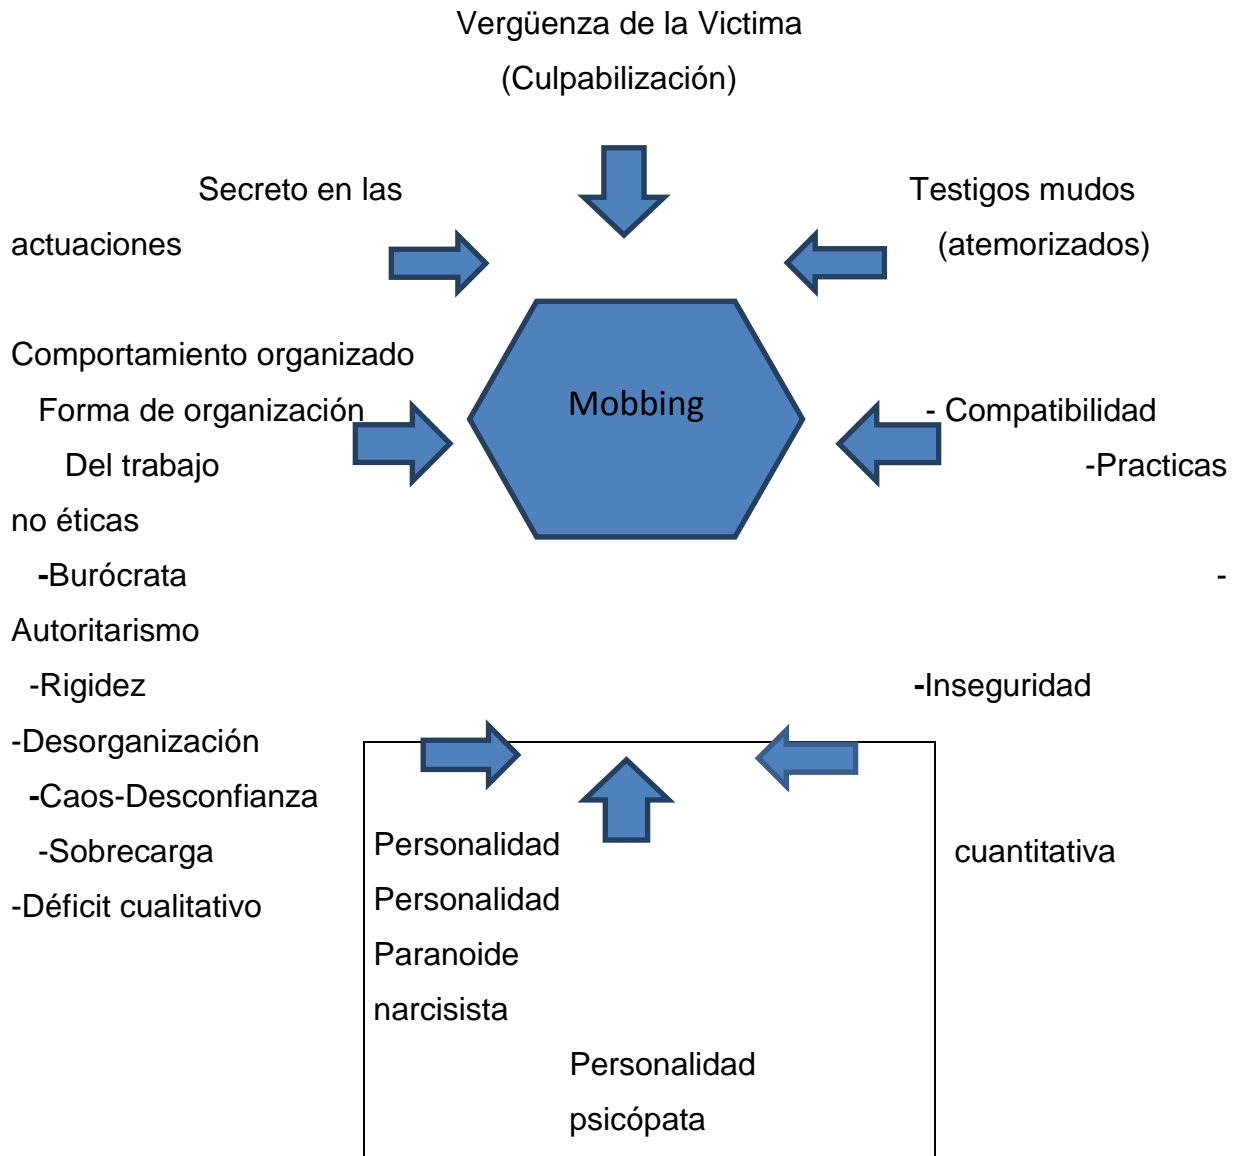 Vergüenza de la Victima
(Culpabilización)
Secreto en las Testigos mudos
actuaciones (atemorizados)
Comportamiento organizado
Mobbing
Forma de organización - Compatibilidad
Del trabajo -Practicas
no éticas
-Burócrata -
Autoritarismo
-Rigidez -Inseguridad
-Desorganización
-Caos-Desconfianza
-Sobrecarga cuantitativa
-Déficit cualitativo
Personalidad
Personalidad
Paranoide
narcisista
Personalidad
psicópata